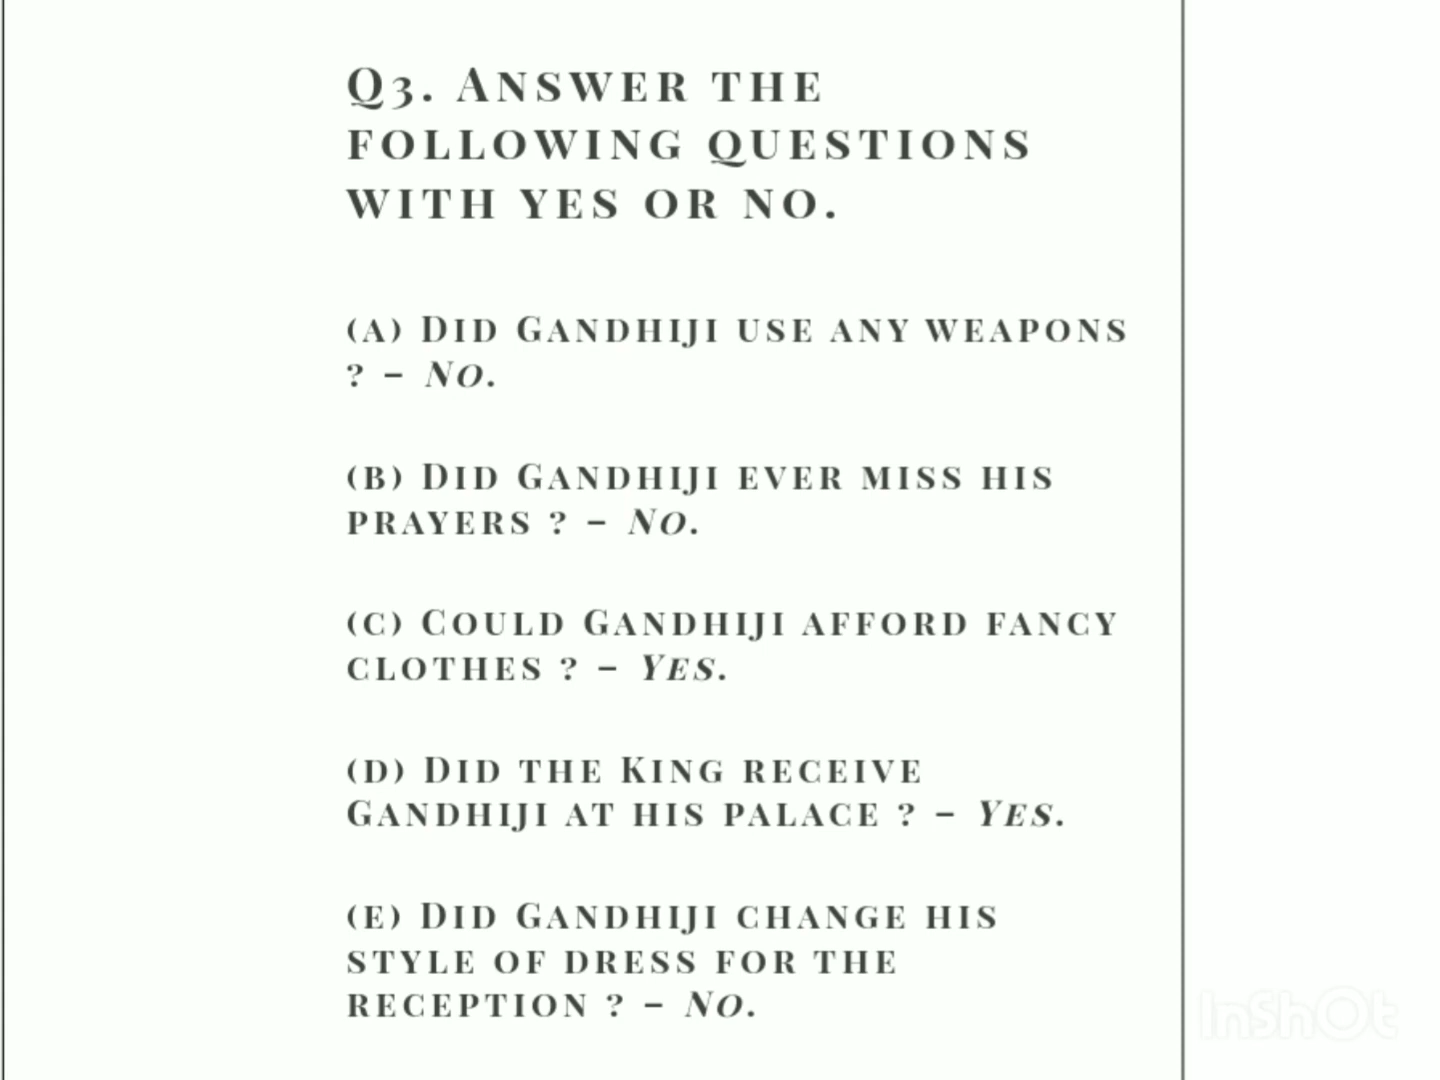 Q3. Answer the
following questions
with yes or no.
(a) Did Gandhiji use any weapons
? – No.
(b) Did Gandhiji ever miss his
prayers ? – No.
(c) Could Gandhiji afford fancy
clothes ? – Yes.
(d) Did the King receive
Gandhiji at his palace ? – Yes.
(e) Did Gandhiji change his
style of dress for the
reception ? – No.
InShOt